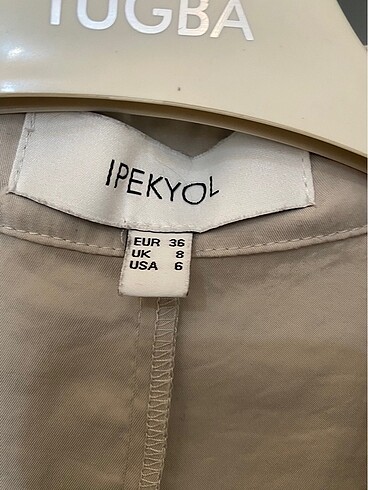 TUGBA
IPEKYOL
EUR 36
UK 8
USA 6